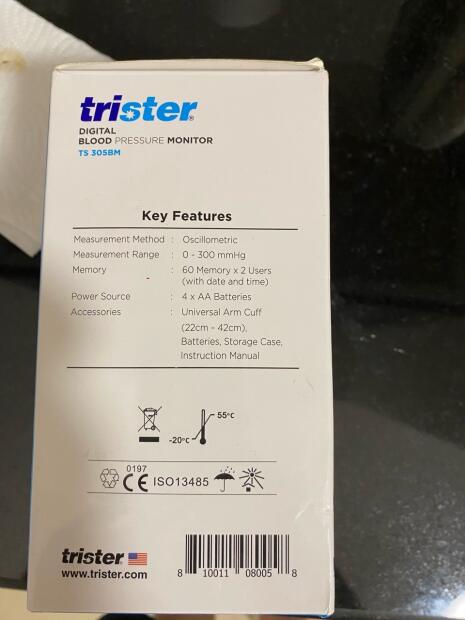 trister®
DIGITAL
BLOOD PRESSURE MONITOR
TS 305BM
Key Features
Measurement Method : Oscillometric
Measurement Range : 0 - 300 mmHg
Memory : 60 Memory x 2 Users
(with date and time)
Power Source : 4 x AA Batteries
Accessories : Universal Arm Cuff
(22cm - 42cm),
Batteries, Storage Case,
Instruction Manual
55°C
-20°C
0197
CE ISO13485
trister®
www.trister.com
8 10011 08005 8